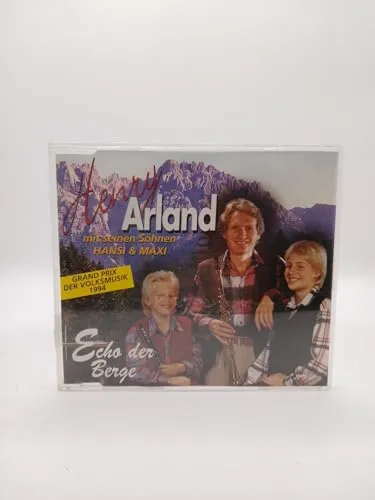 Henry
Arland
mit seinen Söhnen
HANSI & MAXI
GRAND PRIX
DER VOLKSMUSIK
1994
Echo der
Berge